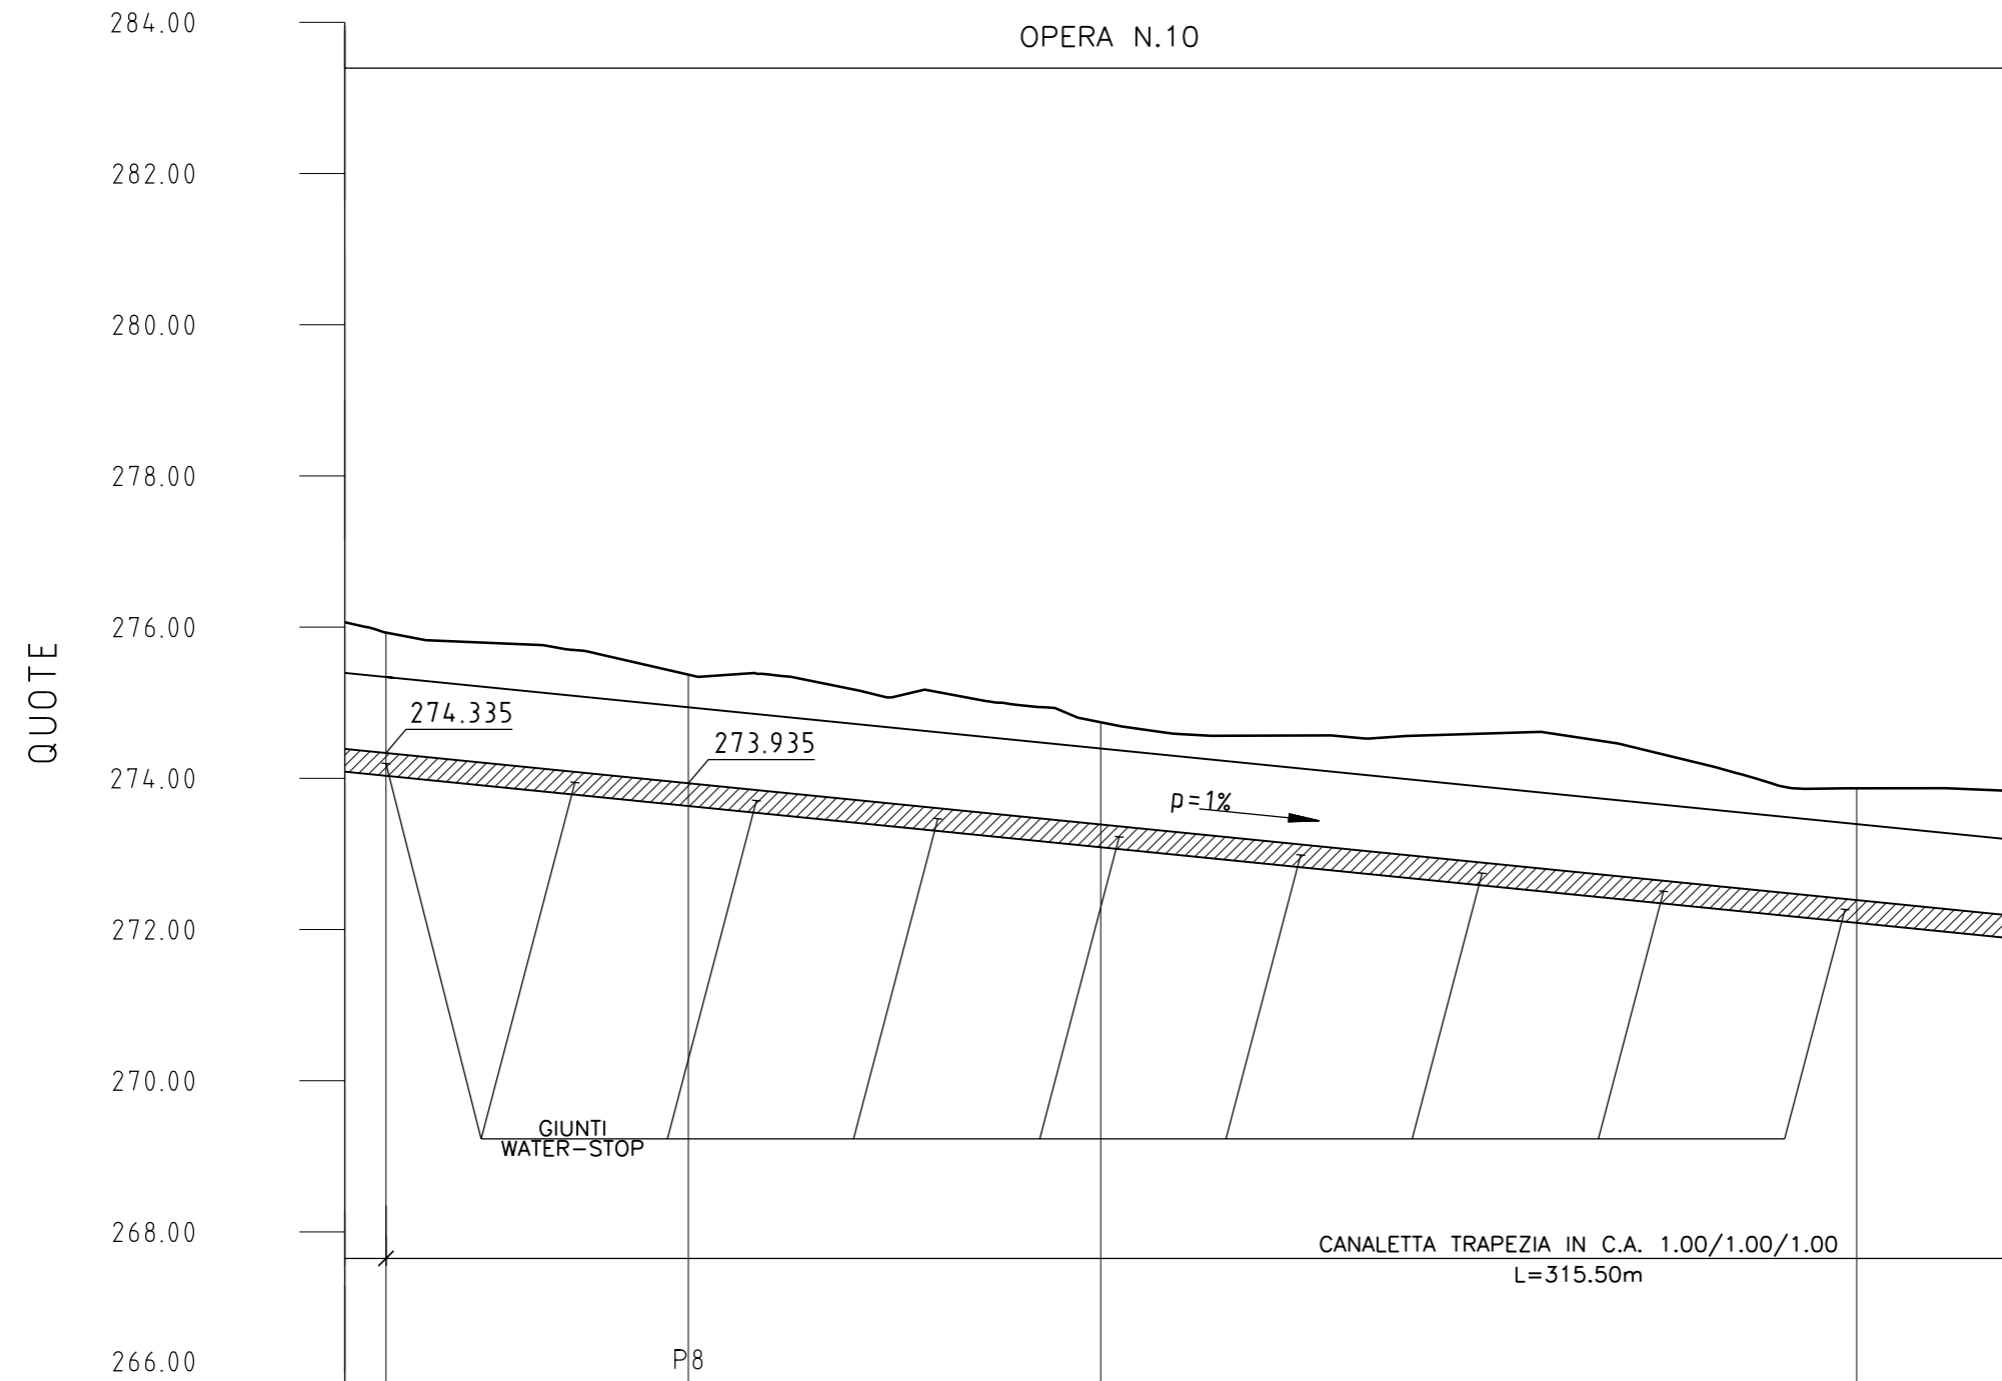 284.00
OPERA N.10
282.00
280.00
278.00
276.00
QUOTE
274.335
273.935
274.00
p=1%
272.00
270.00
GIUNTI
WATER-STOP
268.00
CANALETTA TRAPEZIA IN C.A. 1.00/1.00/1.00
L=315.50m
266.00
P8